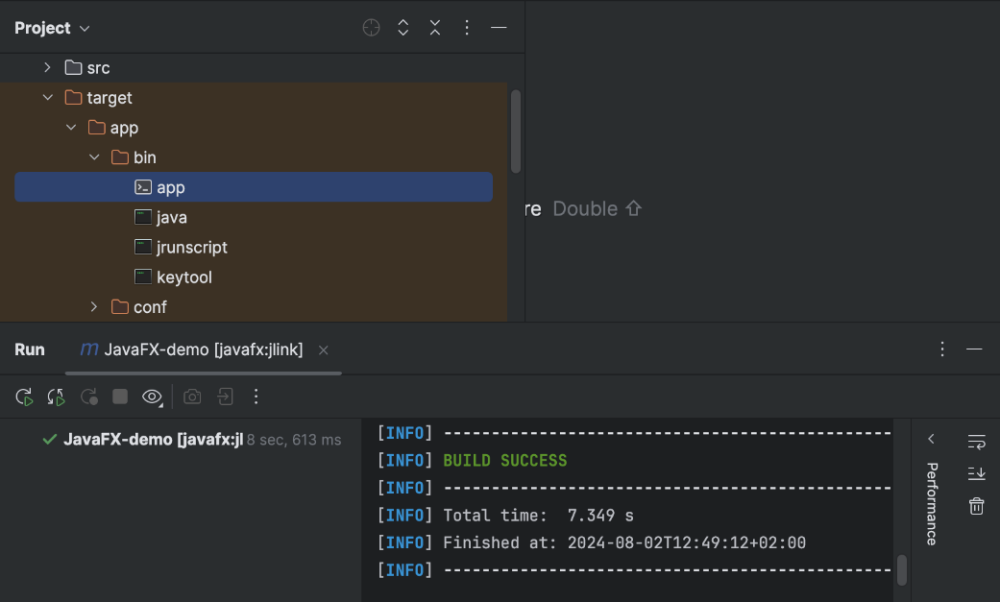 Project
src
target
app
bin
app
java
jrunscript
keytool
conf
re Double ⇧
Run
m JavaFX-demo [javafx:jlink]
JavaFX-demo [javafx:jl 8 sec, 613 ms
[INFO] ------------------------------------------
[INFO] BUILD SUCCESS
[INFO] ------------------------------------------
[INFO] Total time:  7.349 s
[INFO] Finished at: 2024-08-02T12:49:12+02:00
[INFO] ------------------------------------------
Performance